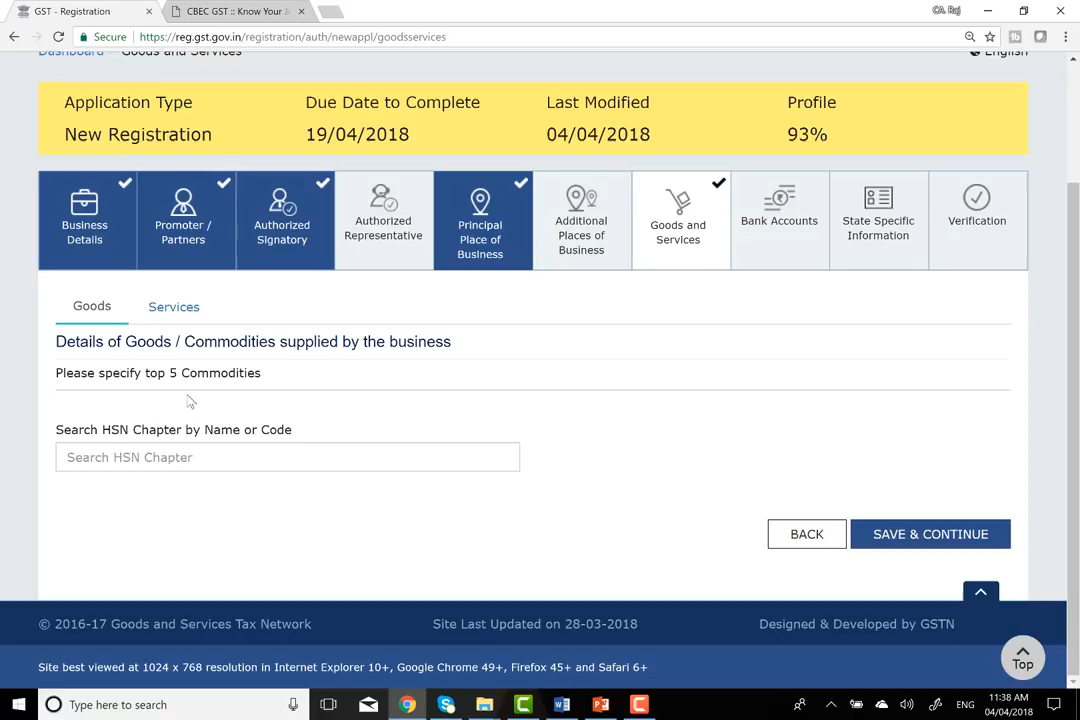 GST - Registration
CBEC GST :: Know Your
CA. Raj
Secure
https://reg.gst.gov.in/registration/auth/newappl/goodsservices
Dashboard Goods and Services
English
Application Type
Due Date to Complete
Last Modified
Profile
New Registration
19/04/2018
04/04/2018
93%
Business
Details
Promoter /
Partners
Authorized
Signatory
Authorized
Representative
Principal
Place of
Business
Additional
Places of
Business
Goods and
Services
Bank Accounts
State Specific
Information
Verification
Goods
Services
Details of Goods / Commodities supplied by the business
Please specify top 5 Commodities
Search HSN Chapter by Name or Code
Search HSN Chapter
BACK
SAVE & CONTINUE
© 2016-17 Goods and Services Tax Network
Site Last Updated on 28-03-2018
Designed & Developed by GSTN
Site best viewed at 1024 x 768 resolution in Internet Explorer 10+, Google Chrome 49+, Firefox 45+ and Safari 6+
Top
Type here to search
ENG
11:38 AM
04/04/2018